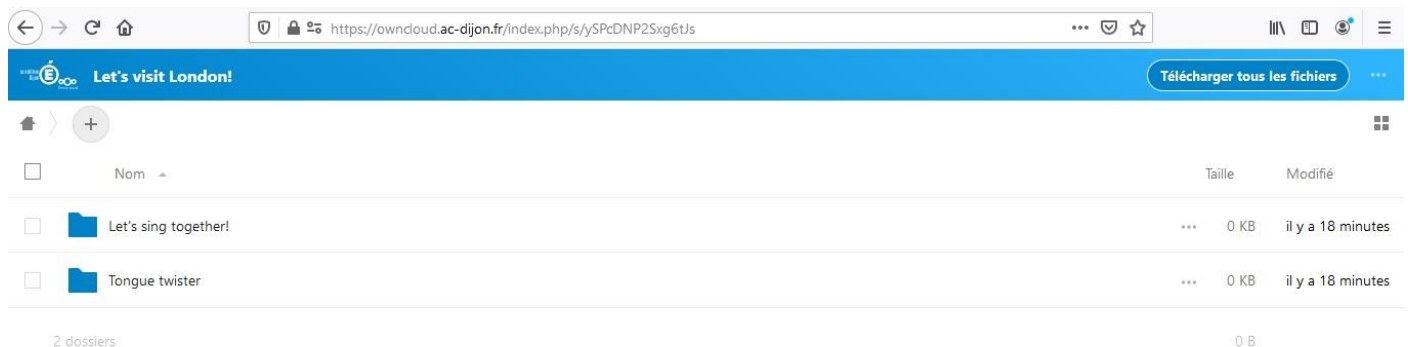 https://owncloud.ac-dijon.fr/index.php/s/ySPcDNP2Sxg6tJs
Let's visit London! Télécharger tous les fichiers
Nom Taille Modifié
Let's sing together! 0 KB il y a 18 minutes
Tongue twister 0 KB il y a 18 minutes
2 dossiers 0 B